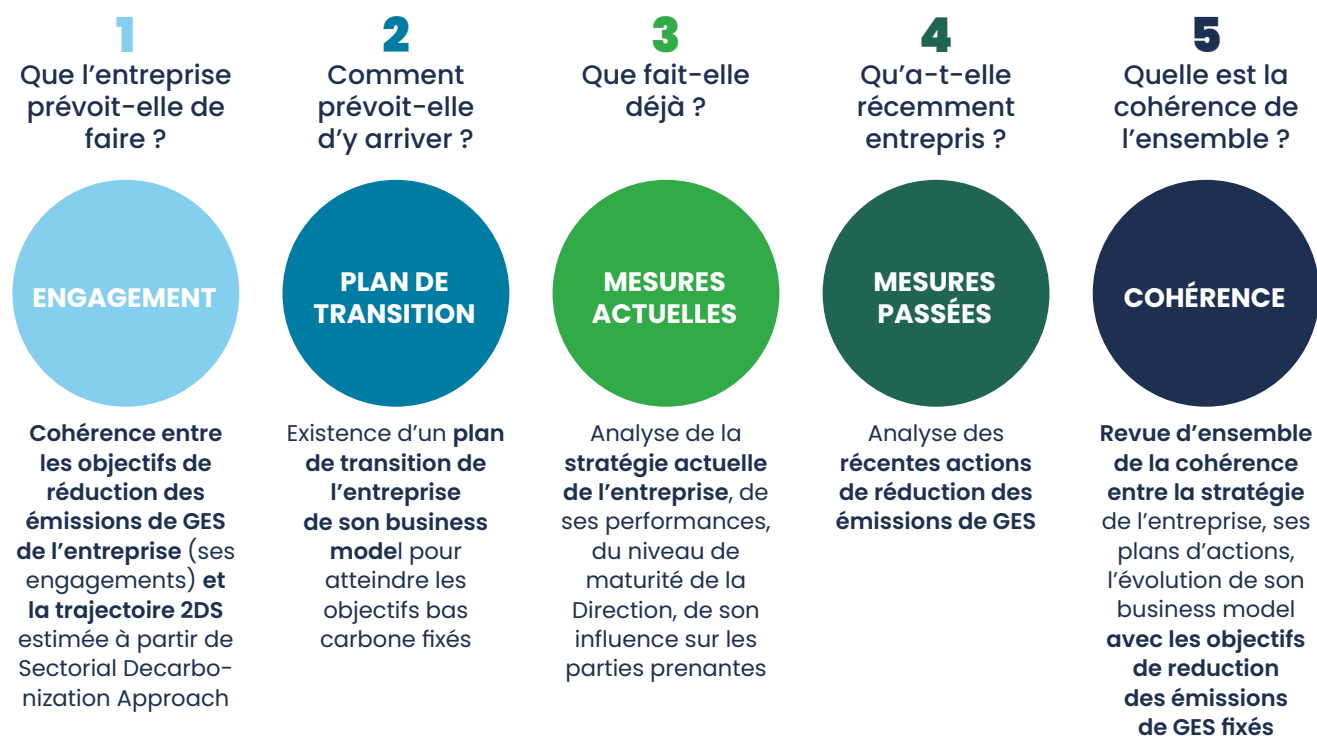 1
Que l'entreprise
prévoit-elle de
faire ?
ENGAGEMENT
Cohérence entre
les objectifs de
réduction des
émissions de GES
de l'entreprise (ses
engagements) et
la trajectoire 2DS
estimée à partir de
Sectorial Decarbo-
nization Approach
2
Comment
prévoit-elle
d'y arriver ?
PLAN DE
TRANSITION
Existence d'un plan
de transition de
l'entreprise
de son business
model pour
atteindre les
objectifs bas
carbone fixés
3
Que fait-elle
déjà ?
MESURES
ACTUELLES
Analyse de la
stratégie actuelle
de l'entreprise, de
ses performances,
du niveau de
maturité de la
Direction, de son
influence sur les
parties prenantes
4
Qu'a-t-elle
récemment
entrepris ?
MESURES
PASSÉES
Analyse des
récentes actions
de réduction des
émissions de GES
5
Quelle est la
cohérence de
l'ensemble ?
COHÉRENCE
Revue d'ensemble
de la cohérence
entre la stratégie
de l'entreprise, ses
plans d'actions,
l'évolution de son
business model
avec les objectifs
de reduction
des émissions
de GES fixés